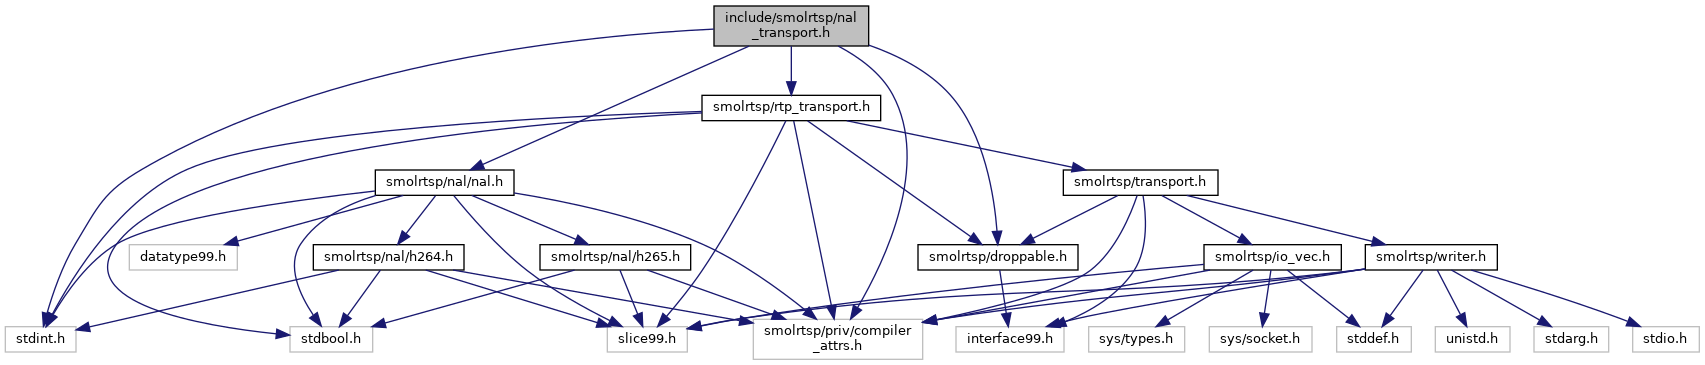 include/smolrtsp/nal
_transport.h
smolrtsp/rtp_transport.h
smolrtsp/nal/nal.h
smolrtsp/transport.h
datatype99.h
smolrtsp/nal/h264.h
smolrtsp/nal/h265.h
smolrtsp/droppable.h
smolrtsp/io_vec.h
smolrtsp/writer.h
stdint.h
stdbool.h
slice99.h
smolrtsp/priv/compiler
_attrs.h
interface99.h
sys/types.h
sys/socket.h
stddef.h
unistd.h
stdarg.h
stdio.h